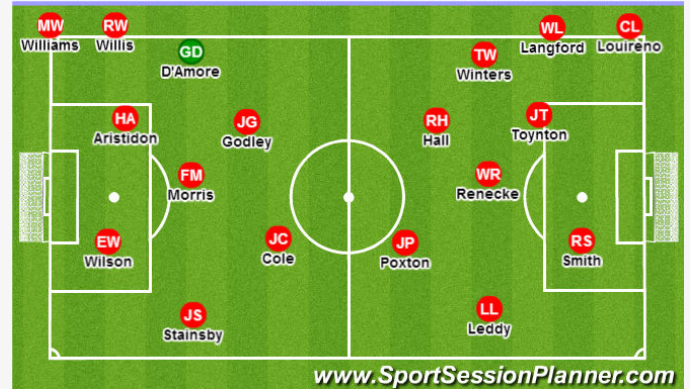 MW
Williams
RW
Willis
GD
D'Amore
TW
Winters
WL
Langford
CL
Louireno
HA
Aristidon
JG
Godley
RH
Hall
JT
Toynton
FM
Morris
WR
Renecke
EW
Wilson
JC
Cole
JP
Poxton
RS
Smith
JS
Stainsby
LL
Leddy
www.SportSessionPlanner.com